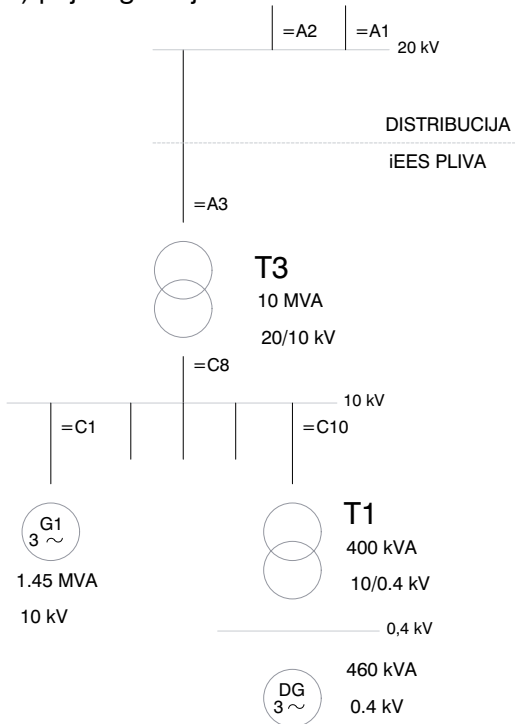 =A2
=A1
20 kV
DISTRIBUCIJA
iEES PLIVA
=A3
T3
10 MVA
20/10 kV
=C8
10 kV
=C1
=C10
G1
3 ~
1.45 MVA
10 kV
T1
400 kVA
10/0.4 kV
0,4 kV
DG
3 ~
460 kVA
0.4 kV